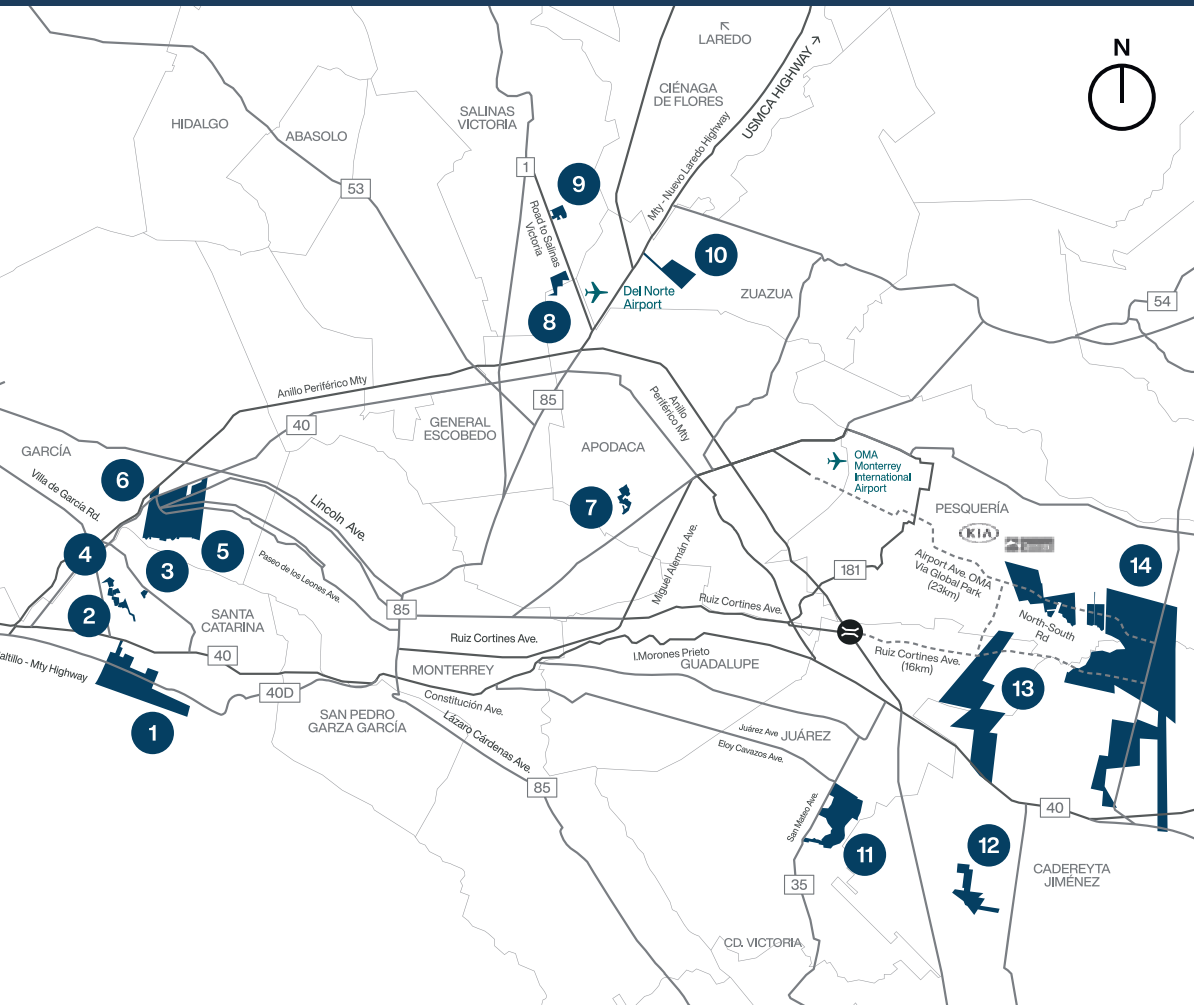 N
↖
LAREDO
USMCA HIGHWAY ↗
CIÉNAGA
DE FLORES
Mty - Nuevo Laredo Highway
SALINAS
VICTORIA
HIDALGO
ABASOLO
1
53
9
Road to Salinas
Victoria
10
Del Norte
Airport
ZUAZUA
54
8
Anillo Periférico Mty
85
40
GENERAL
ESCOBEDO
Anillo
Periférico Mty
APODACA
GARCÍA
Villa de García Rd.
6
OMA
Monterrey
International
Airport
7
Lincoln Ave.
PESQUERÍA
KIA
4
3
5
Paseo de los Leones Ave.
Miguel Alemán Ave.
181
Airport Ave. OMA
Via Global Park
(23km)
14
2
SANTA
CATARINA
85
Ruiz Cortines Ave.
North-South
Rd
Ruiz Cortines Ave.
40
MONTERREY
I.Morones Prieto
GUADALUPE
Ruiz Cortines Ave.
(16km)
altillo - Mty Highway
40D
13
Constitución Ave.
1
SAN PEDRO
GARZA GARCÍA
Lázaro Cárdenas Ave.
Juárez Ave
JUÁREZ
Eloy Cavazos Ave.
85
San Mateo Ave.
40
11
12
CADEREYTA
JIMÉNEZ
35
CD. VICTORIA